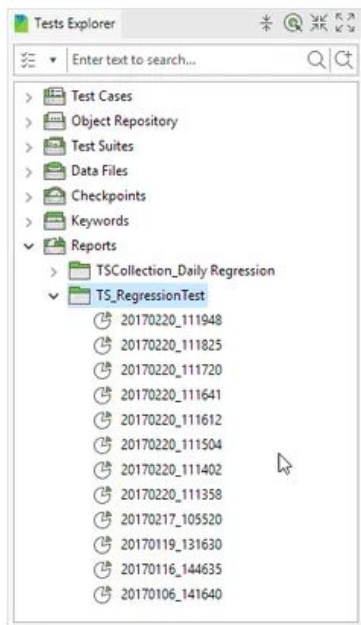 Tests Explorer
Enter text to search...
Test Cases
Object Repository
Test Suites
Data Files
Checkpoints
Keywords
Reports
TSCollection_Daily Regression
TS_RegressionTest
20170220_111948
20170220_111825
20170220_111720
20170220_111641
20170220_111612
20170220_111504
20170220_111402
20170220_111358
20170217_105520
20170119_131630
20170116_144635
20170106_141640